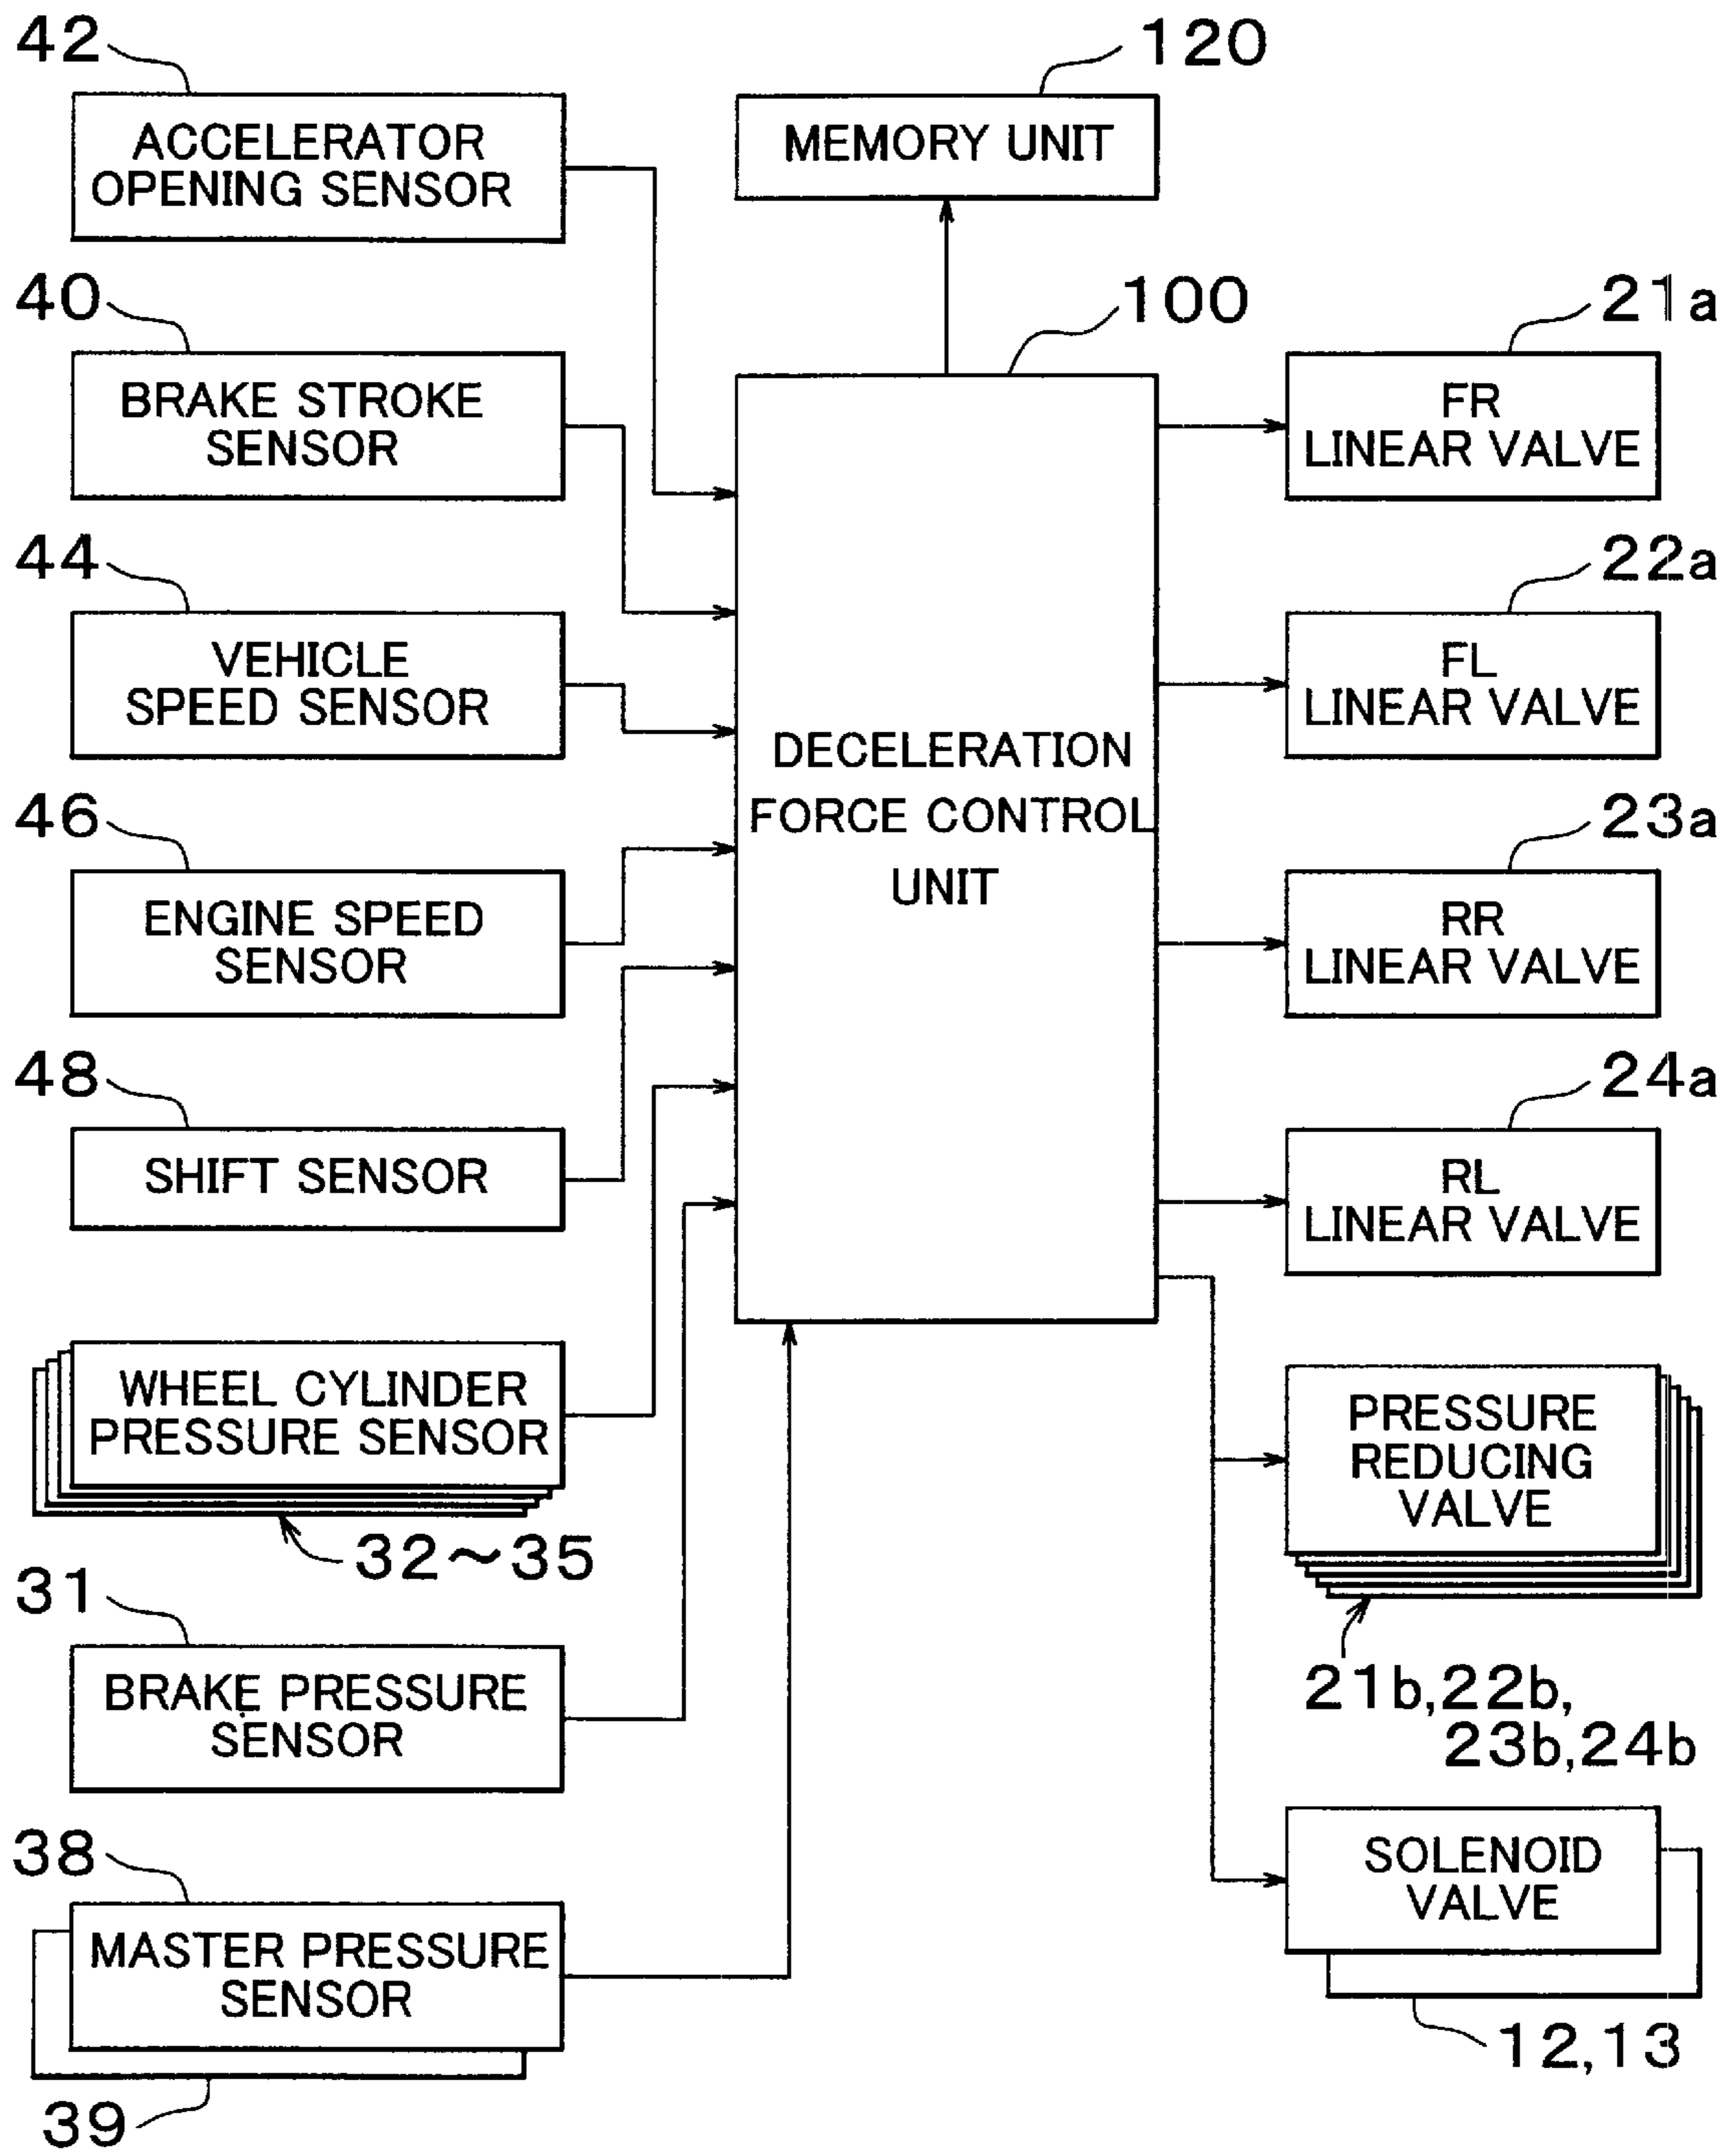 42
ACCELERATOR
OPENING SENSOR
120
MEMORY UNIT
40
BRAKE STROKE
SENSOR
44
VEHICLE
SPEED SENSOR
46
ENGINE SPEED
SENSOR
48
SHIFT SENSOR
WHEEL CYLINDER
PRESSURE SENSOR
32～35
31
BRAKE PRESSURE
SENSOR
38
MASTER PRESSURE
SENSOR
39
100
DECELERATION
FORCE CONTROL
UNIT
21a
FR
LINEAR VALVE
22a
FL
LINEAR VALVE
23a
RR
LINEAR VALVE
24a
RL
LINEAR VALVE
PRESSURE
REDUCING
VALVE
21b,22b,
23b,24b
SOLENOID
VALVE
12,13